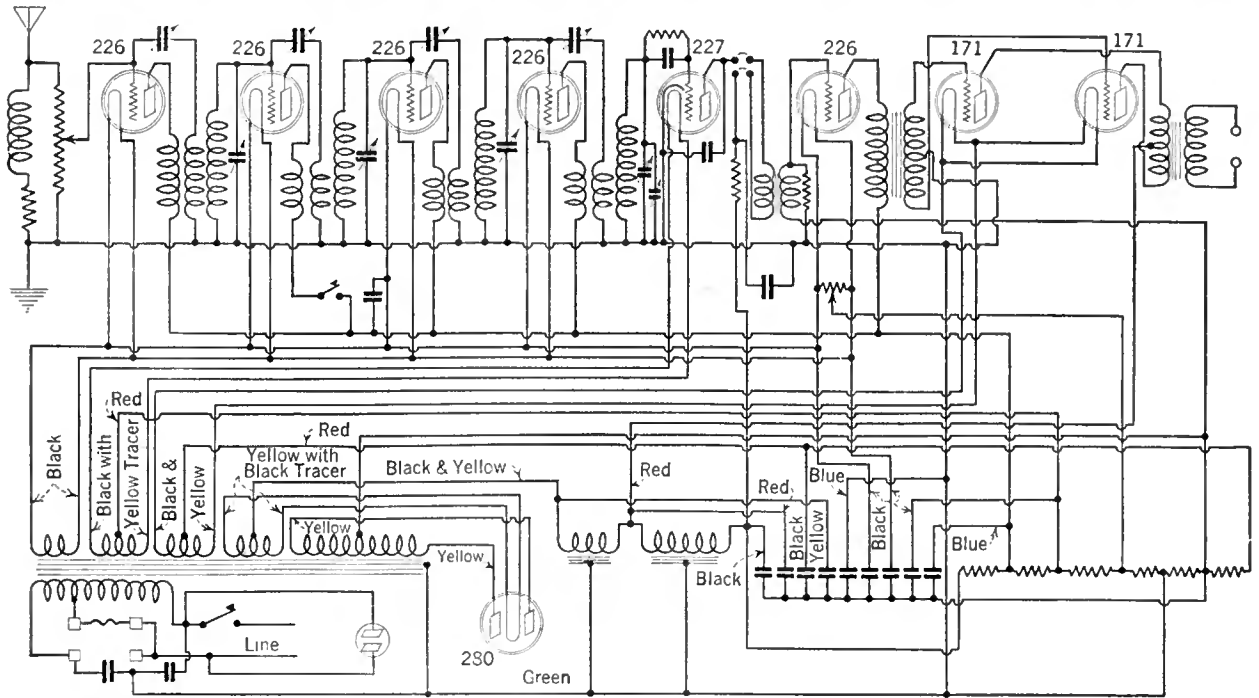 226
226
226
226
227
226
171
171
Red
Black
Black with
Yellow Tracer
Black &
Yellow
Red
Yellow with
Black Tracer
Black & Yellow
Yellow
Yellow
Red
Red
Black
Black
Yellow
Blue
Black
Blue
Line
280
Green